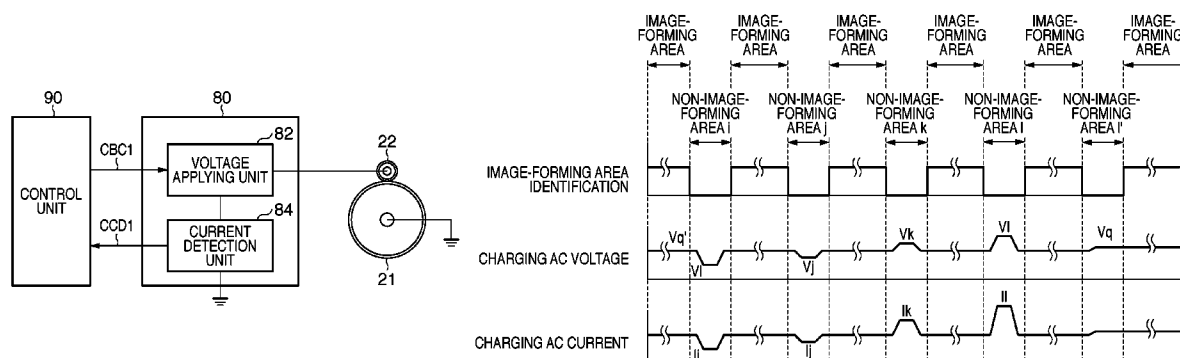 90
80
82
22
CBC1
VOLTAGE
APPLYING UNIT
CONTROL
UNIT
84
CCD1
CURRENT
DETECTION
UNIT
21
IMAGE-
FORMING
AREA
IMAGE-
FORMING
AREA
IMAGE-
FORMING
AREA
IMAGE-
FORMING
AREA
IMAGE-
FORMING
AREA
IMAGE-
FORMING
AREA
NON-IMAGE-
FORMING
AREA i
NON-IMAGE-
FORMING
AREA j
NON-IMAGE-
FORMING
AREA k
NON-IMAGE-
FORMING
AREA l
NON-IMAGE-
FORMING
AREA l'
IMAGE-FORMING AREA
IDENTIFICATION
CHARGING AC VOLTAGE
Vq'
Vi
Vj
Vk
Vl
Vq
CHARGING AC CURRENT
Ii
Ij
Ik
Il